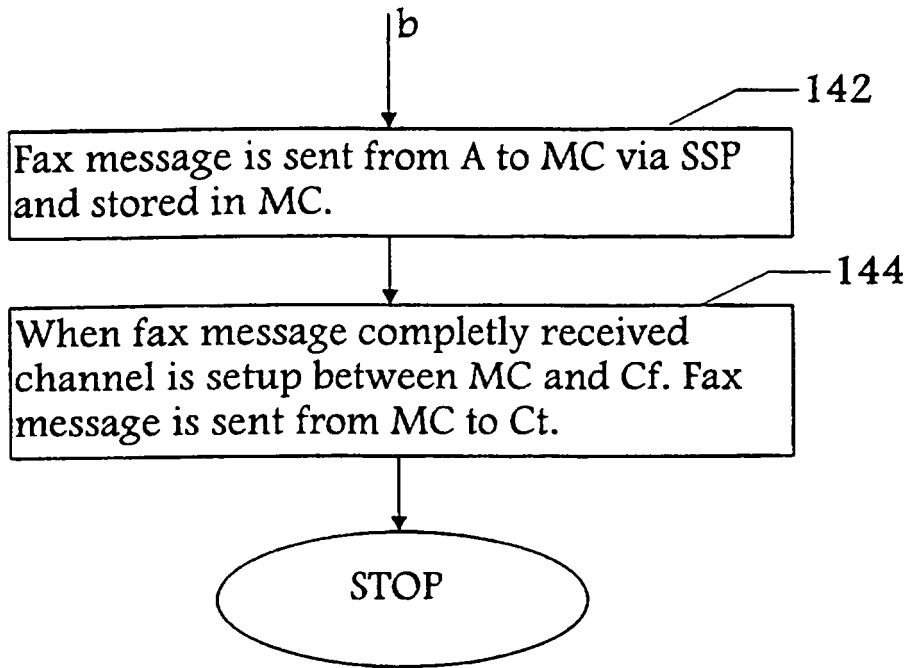 b
142
Fax message is sent from A to MC via SSP
and stored in MC.
144
When fax message completly received
channel is setup between MC and Cf. Fax
message is sent from MC to Ct.
STOP